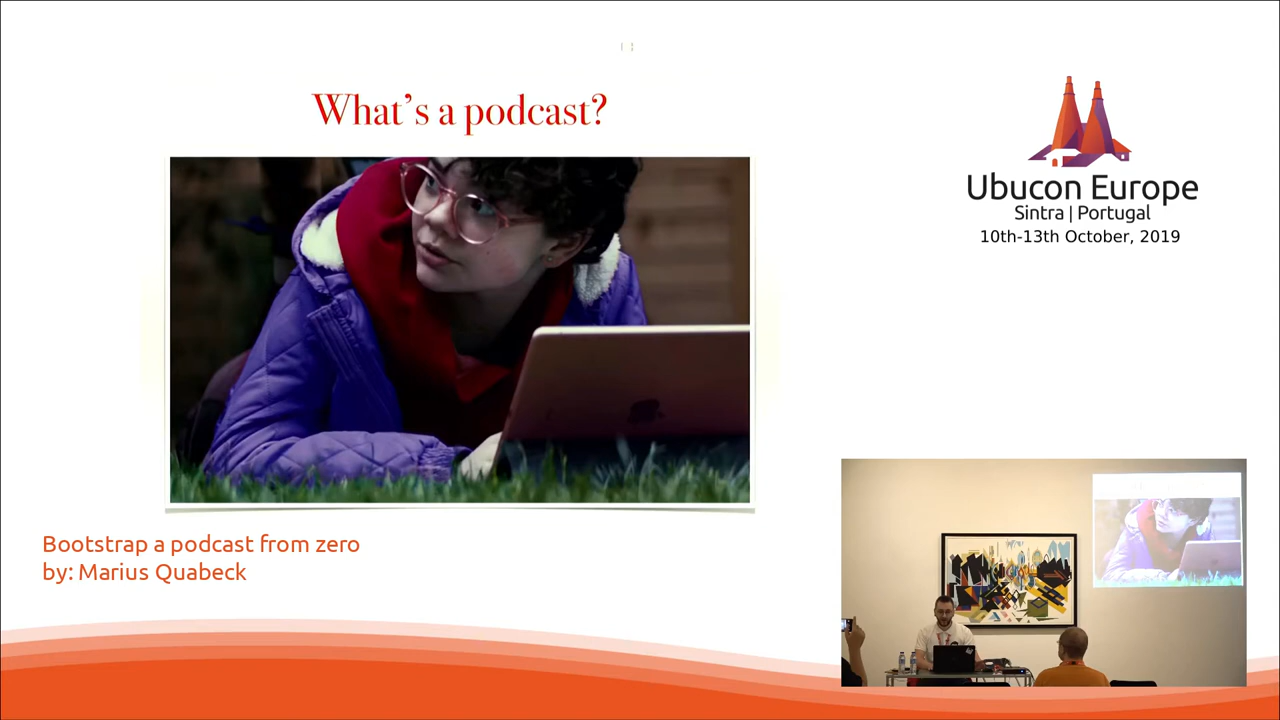 What's a podcast?
Ubucon Europe
Sintra | Portugal
10th-13th October, 2019
Bootstrap a podcast from zero
by: Marius Quabeck